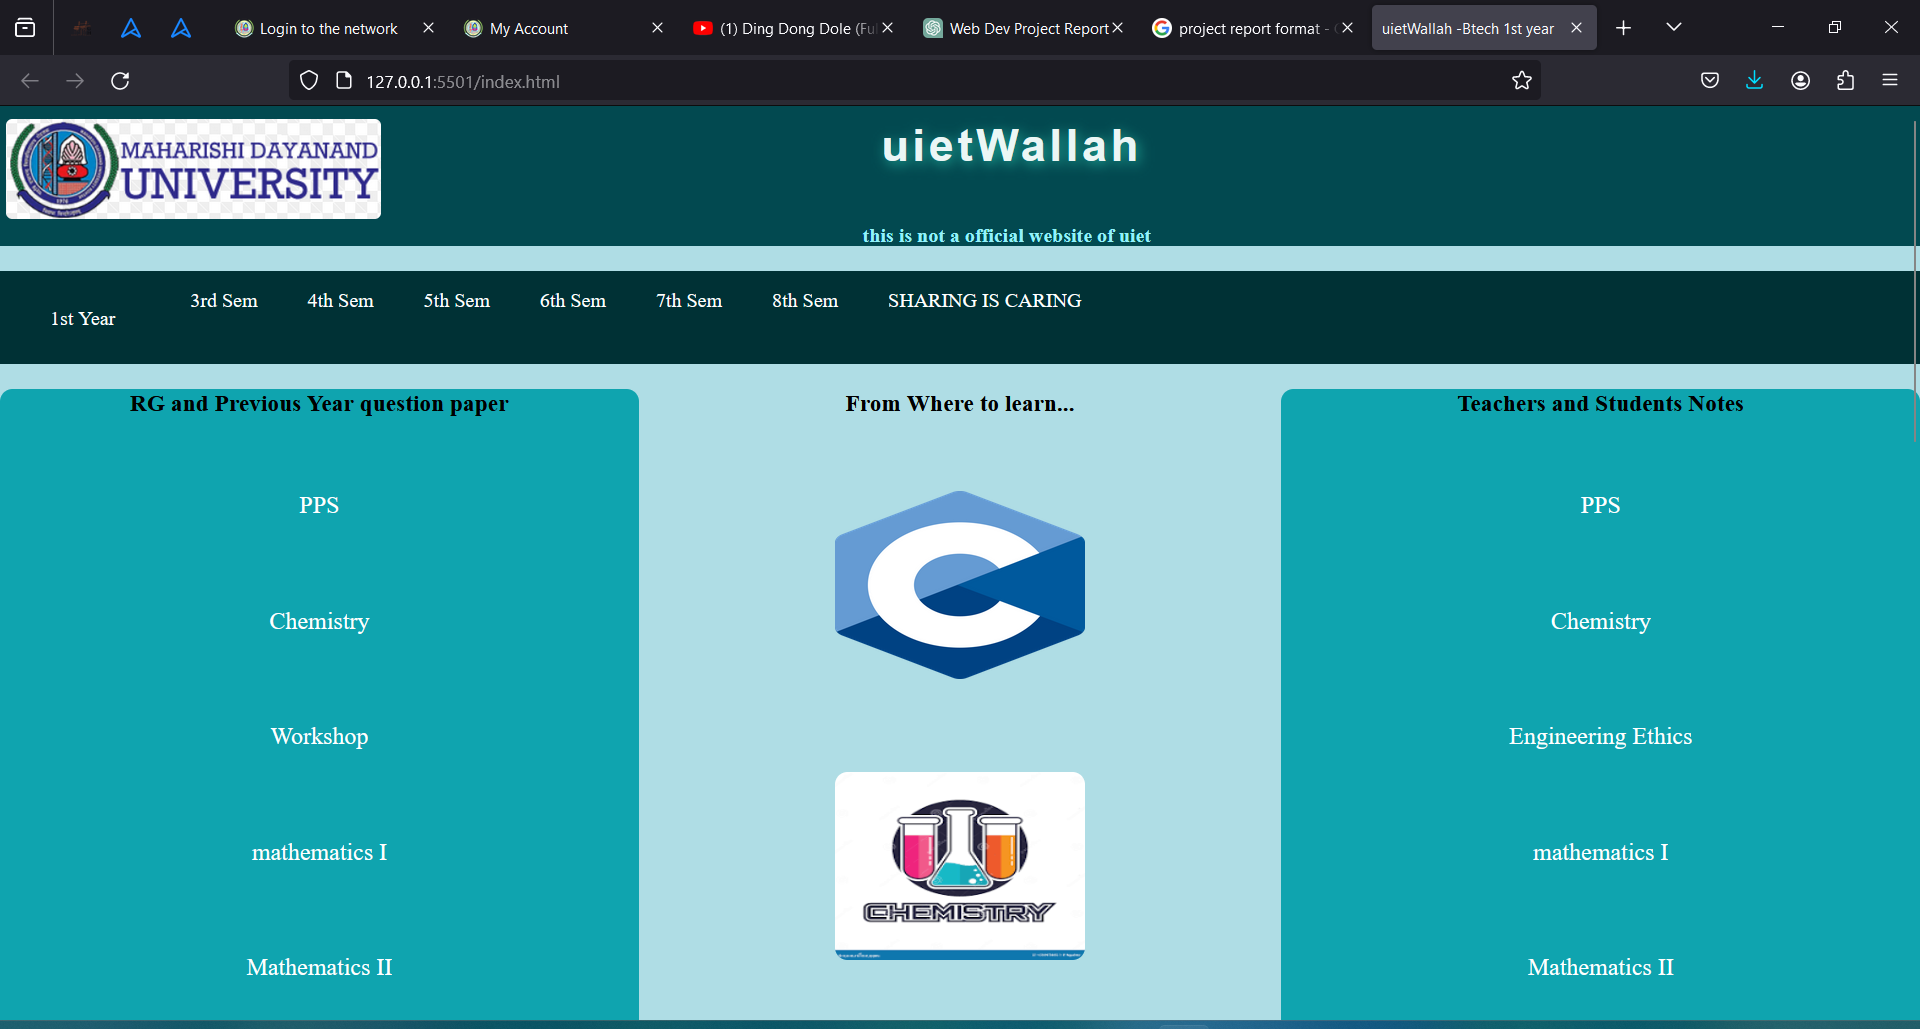 Login to the network
My Account
(1) Ding Dong Dole (Ful
Web Dev Project Report
project report format -
uietWallah -Btech 1st year
127.0.0.1:5501/index.html
MAHARISHI DAYANAND
UNIVERSITY
uietWallah
this is not a official website of uiet
1st Year
3rd Sem
4th Sem
5th Sem
6th Sem
7th Sem
8th Sem
SHARING IS CARING
RG and Previous Year question paper
PPS
Chemistry
Workshop
mathematics I
Mathematics II
From Where to learn...
C
CHEMISTRY
Teachers and Students Notes
PPS
Chemistry
Engineering Ethics
mathematics I
Mathematics II